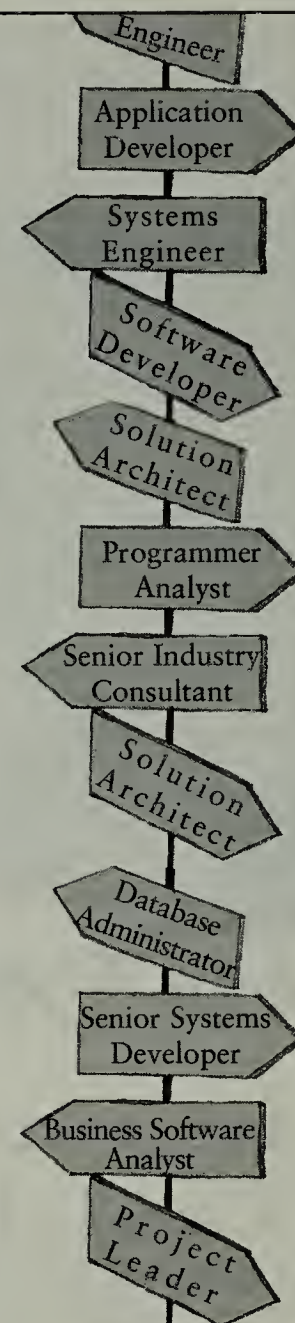 Engineer
Application
Developer
Systems
Engineer
Software
Developer
Solution
Architect
Programmer
Analyst
Senior Industry
Consultant
Solution
Architect
Database
Administrator
Senior Systems
Developer
Business Software
Analyst
Project
Leader